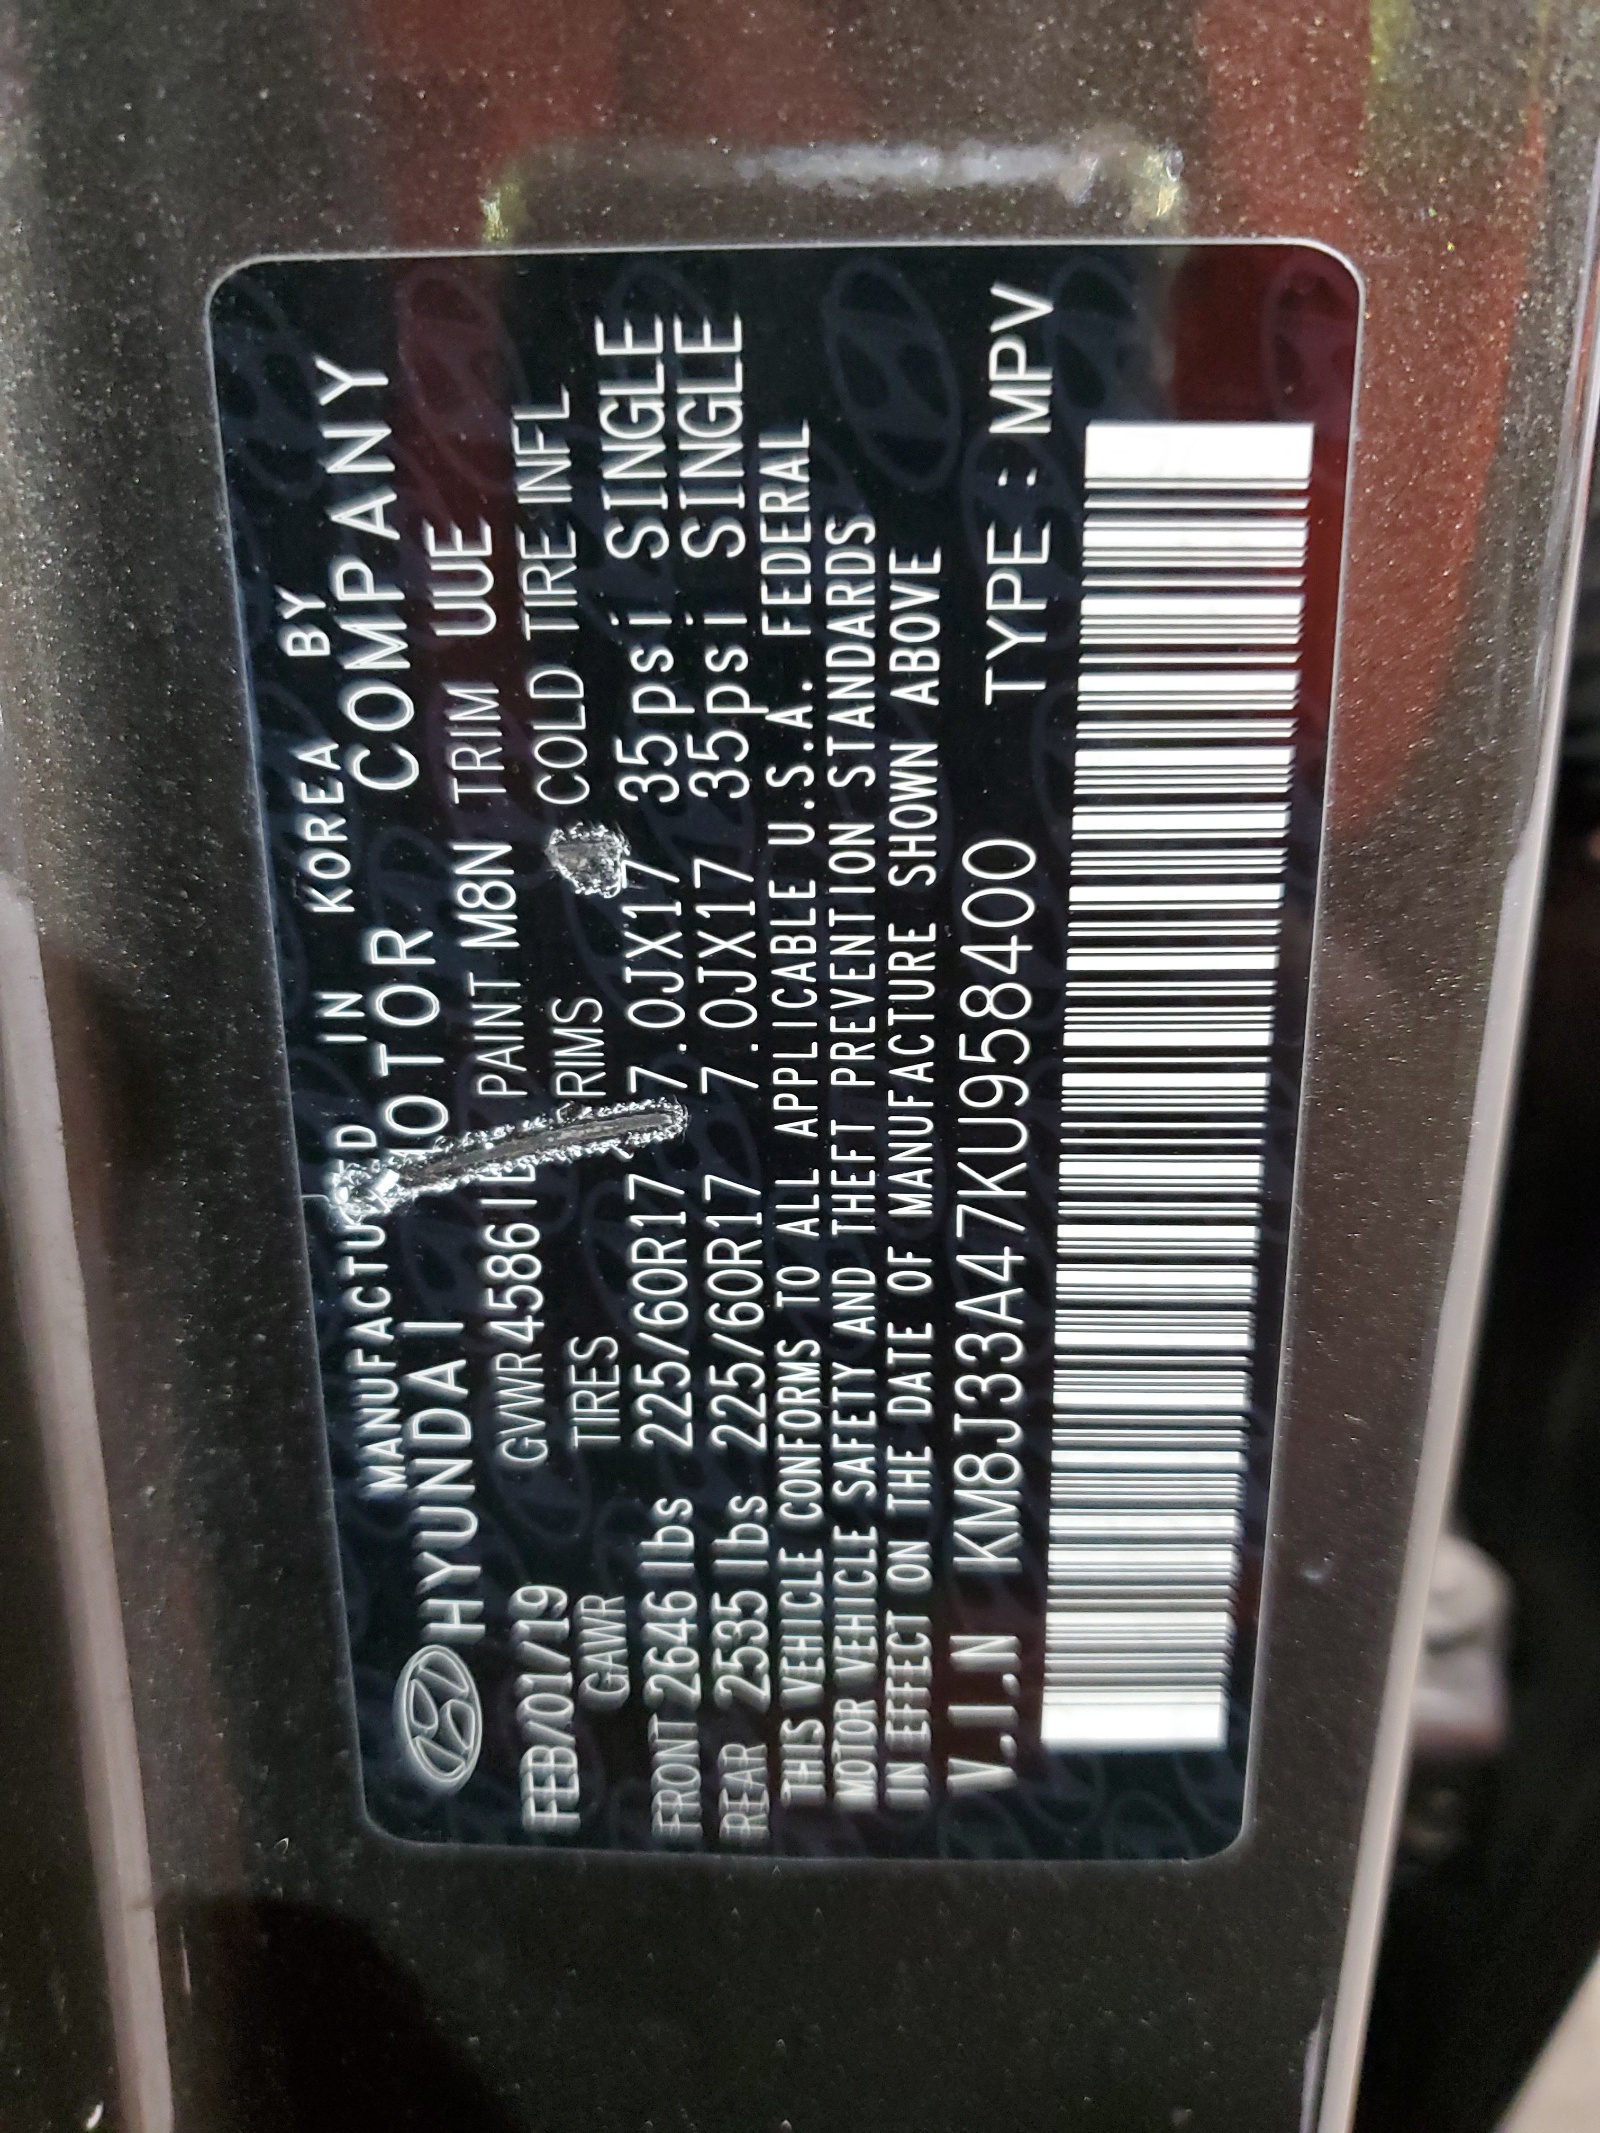 MANUFACTURED IN KOREA BY
HYUNDAI MOTOR COMPANY
FEB/01/19 GVWR 4586 lb PAINT M8N TRIM UUE
GAWR TIRES RIMS COLD TIRE INFL
FRONT 2646 lbs 225/60R17 7.0JX17 35psi SINGLE
REAR 2535 lbs 225/60R17 7.0JX17 35psi SINGLE
THIS VEHICLE CONFORMS TO ALL APPLICABLE U.S.A. FEDERAL
MOTOR VEHICLE SAFETY AND THEFT PREVENTION STANDARDS
IN EFFECT ON THE DATE OF MANUFACTURE SHOWN ABOVE
V.I.N KM8J33A47KU958400 TYPE : MPV